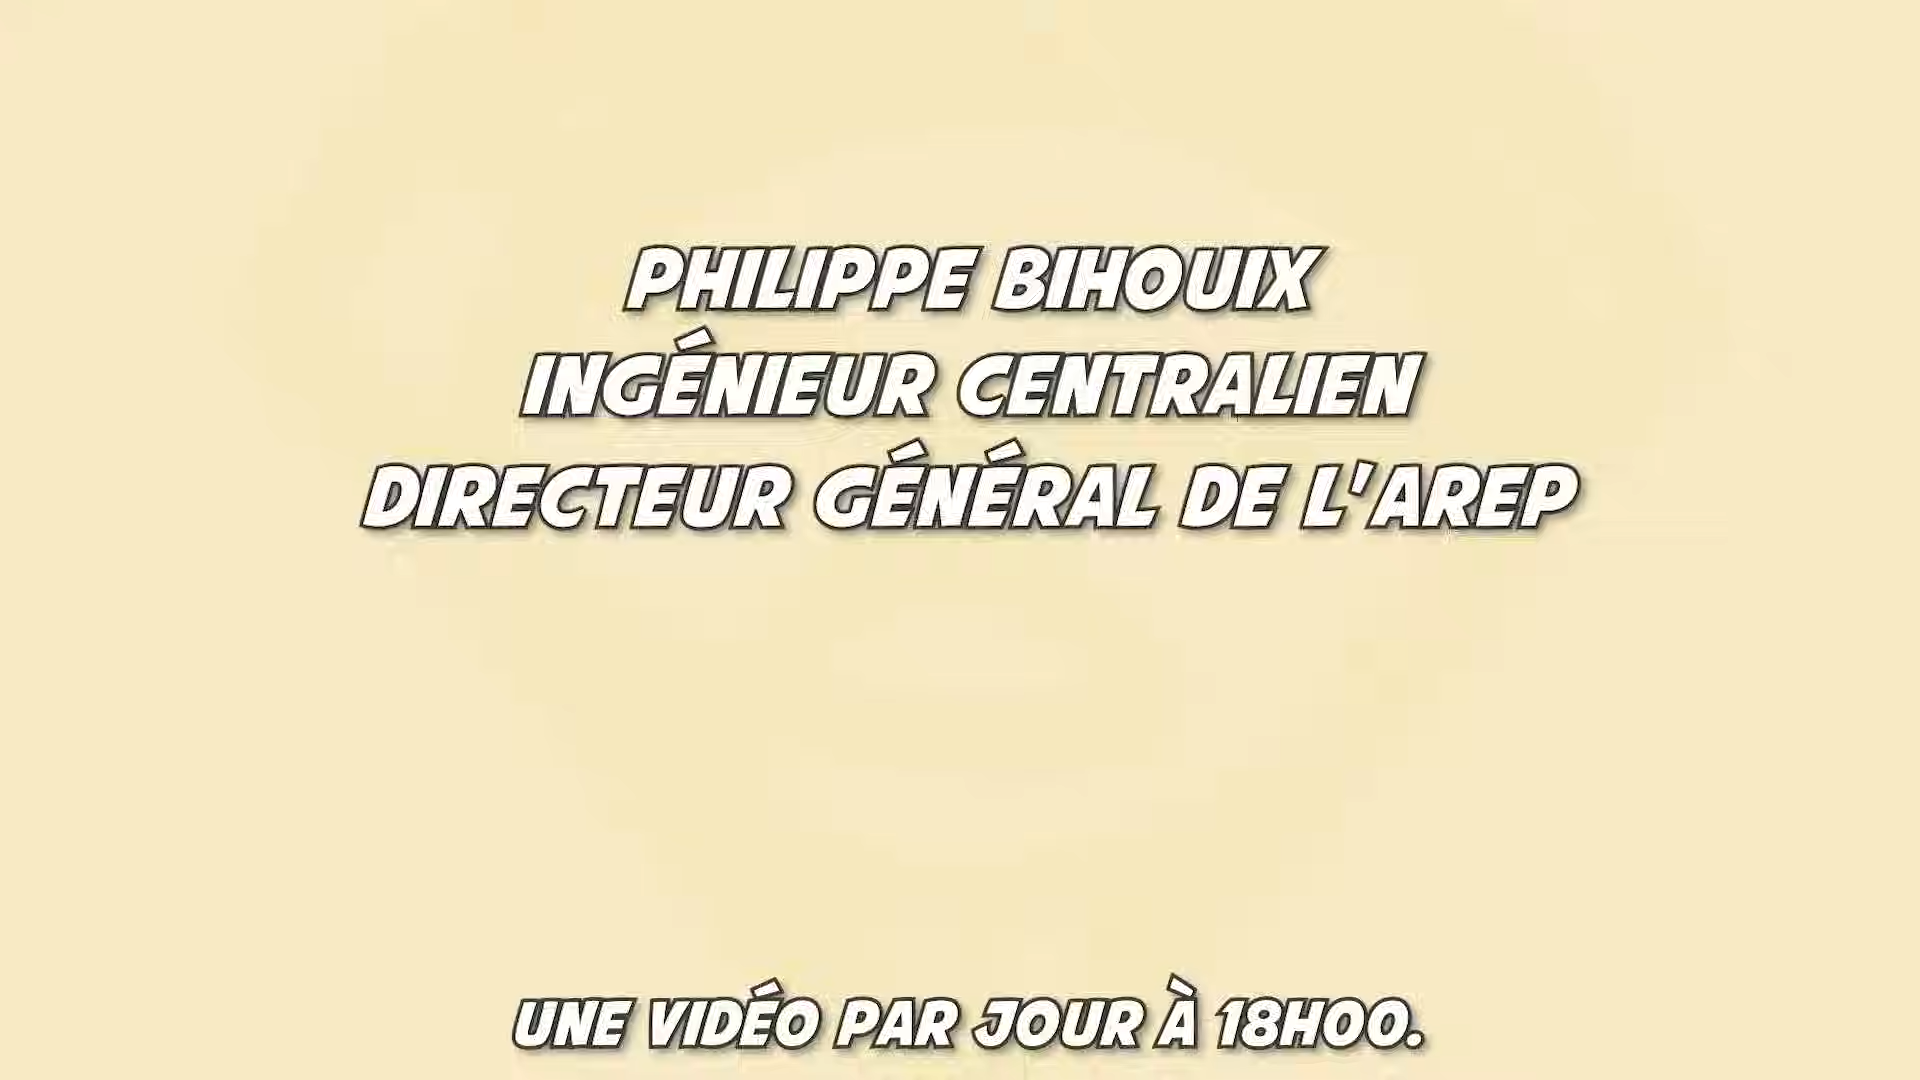 PHILIPPE BIHOUIX
INGÉNIEUR CENTRALIEN
DIRECTEUR GÉNÉRAL DE L'AREP
UNE VIDÉO PAR JOUR À 18H00.